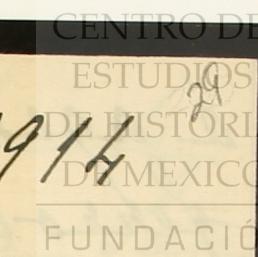 CENTRO DE
ESTUDIOS
29
DE HISTORI
1914
DE MEXICO
FUNDACIÓ